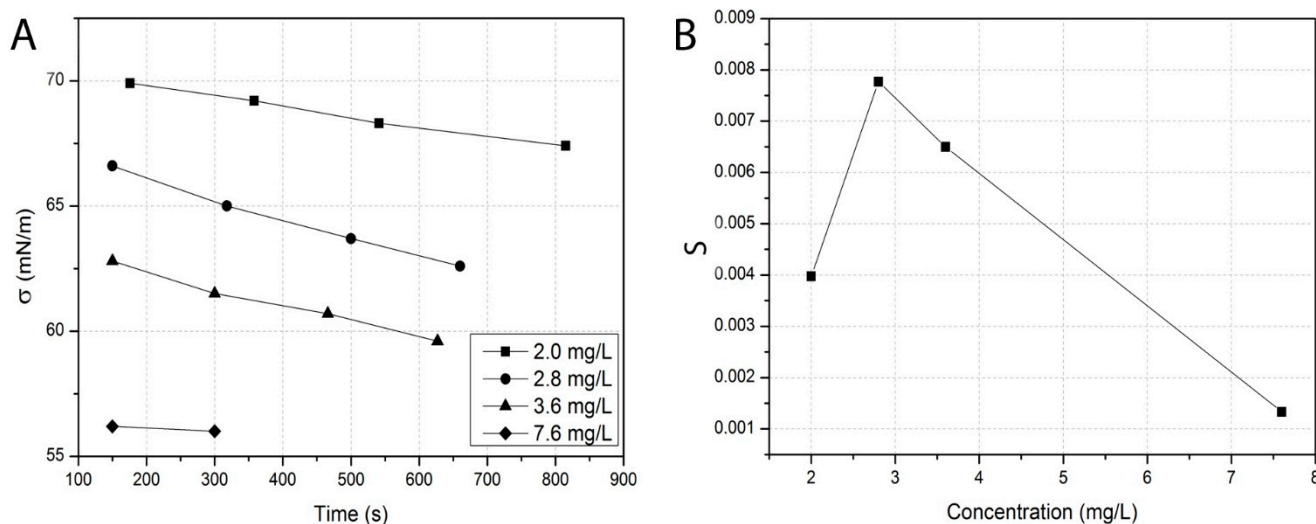 A
70
65
60
55
σ (mN/m)
100 200 300 400 500 600 700 800 900
Time (s)
2.0 mg/L
2.8 mg/L
3.6 mg/L
7.6 mg/L
B
0.009
0.008
0.007
0.006
0.005
0.004
0.003
0.002
0.001
S
2 3 4 5 6 7 8
Concentration (mg/L)